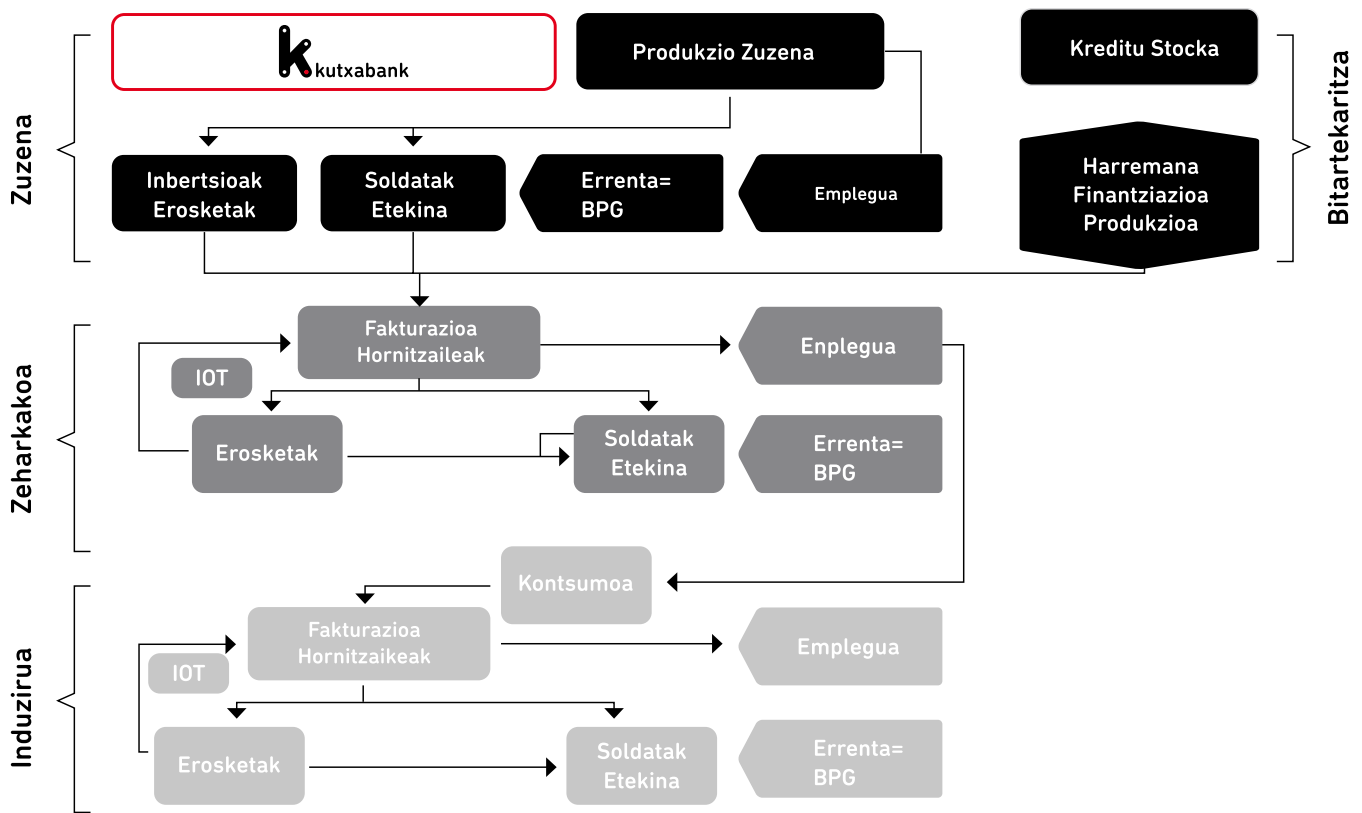 kutxabank
Produkzio Zuzena
Kreditu Stocka
Zuzena
Bitartekaritza
Inbertsioak
Erosketak
Soldatak
Etekina
Errenta=
BPG
Emplegua
Harremana
Finantziazioa
Produkzioa
Zeharkakoa
Fakturazioa
Hornitzaileak
Enplegua
IOT
Erosketak
Soldatak
Etekina
Errenta=
BPG
Induzirua
Kontsumoa
Fakturazioa
Hornitzaikeak
Emplegua
IOT
Erosketak
Soldatak
Etekina
Errenta=
BPG